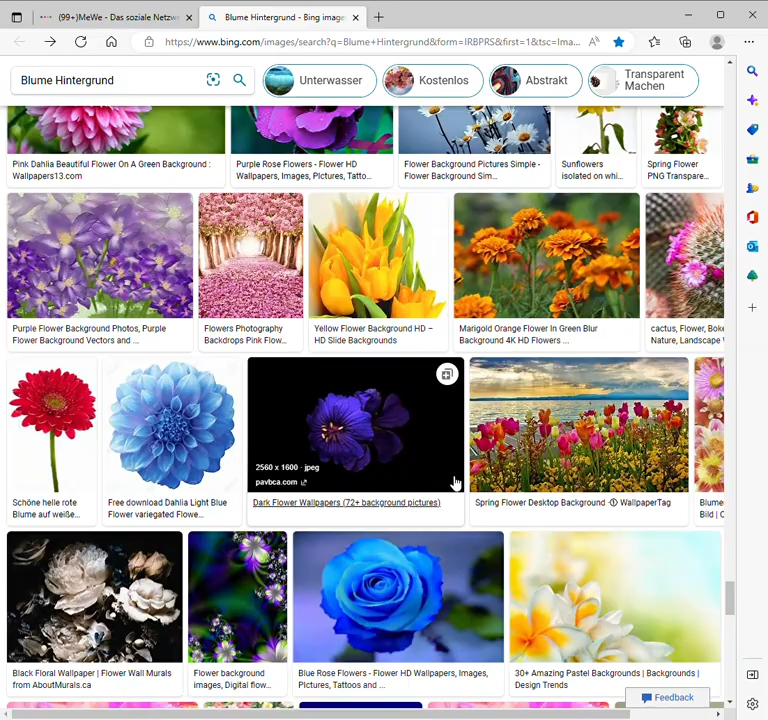 (99+)MeWe - Das soziale Netzwe
Blume Hintergrund - Bing image
https://www.bing.com/images/search?q=Blume+Hintergrund&form=IRBPRS&first=1&tsc=Ima...
Blume Hintergrund
Unterwasser
Kostenlos
Abstrakt
Transparent
Machen
Pink Dahlia Beautiful Flower On A Green Background :
Wallpapers13.com
Purple Rose Flowers - Flower HD
Wallpapers, Images, PIctures, Tatto...
Flower Background Pictures Simple -
Flower Background Sim...
Sunflowers
isolated on whi...
Spring Flower
PNG Transpare...
Purple Flower Background Photos, Purple
Flower Background Vectors and ...
Flowers Photography
Backdrops Pink Flow...
Yellow Flower Background HD –
HD Slide Backgrounds
Marigold Orange Flower In Green Blur
Background 4K HD Flowers ...
cactus, Flower, Boke
Nature, Landscape
2560 x 1600 · jpeg
pavbca.com
Schöne helle rote
Blume auf weiße...
Free download Dahlia Light Blue
Flower variegated Flowe...
Dark Flower Wallpapers (72+ background pictures)
Spring Flower Desktop Background ·① WallpaperTag
Blume
Bild | C
Black Floral Wallpaper | Flower Wall Murals
from AboutMurals.ca
Flower background
images, Digital flow...
Blue Rose Flowers - Flower HD Wallpapers, Images,
PIctures, Tattoos and ...
30+ Amazing Pastel Backgrounds | Backgrounds |
Design Trends
Feedback